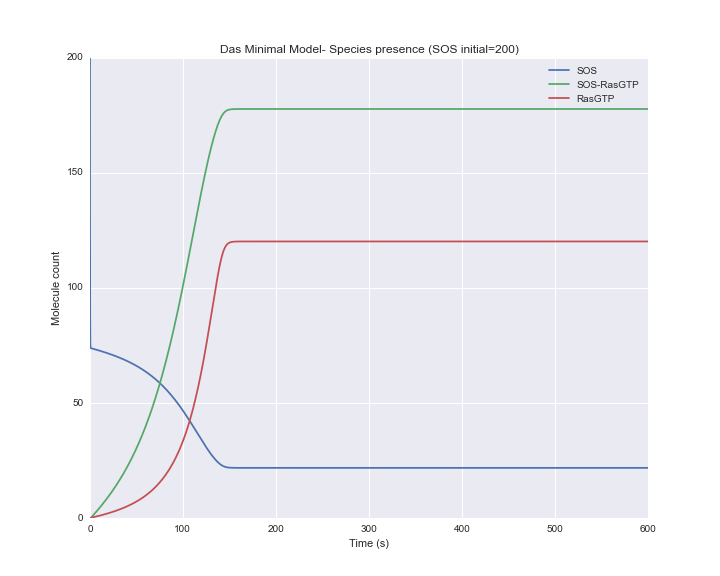 Das Minimal Model- Species presence (SOS initial=200)
SOS
SOS-RasGTP
RasGTP
200
150
100
50
0
Molecule count
0 100 200 300 400 500 600
Time (s)